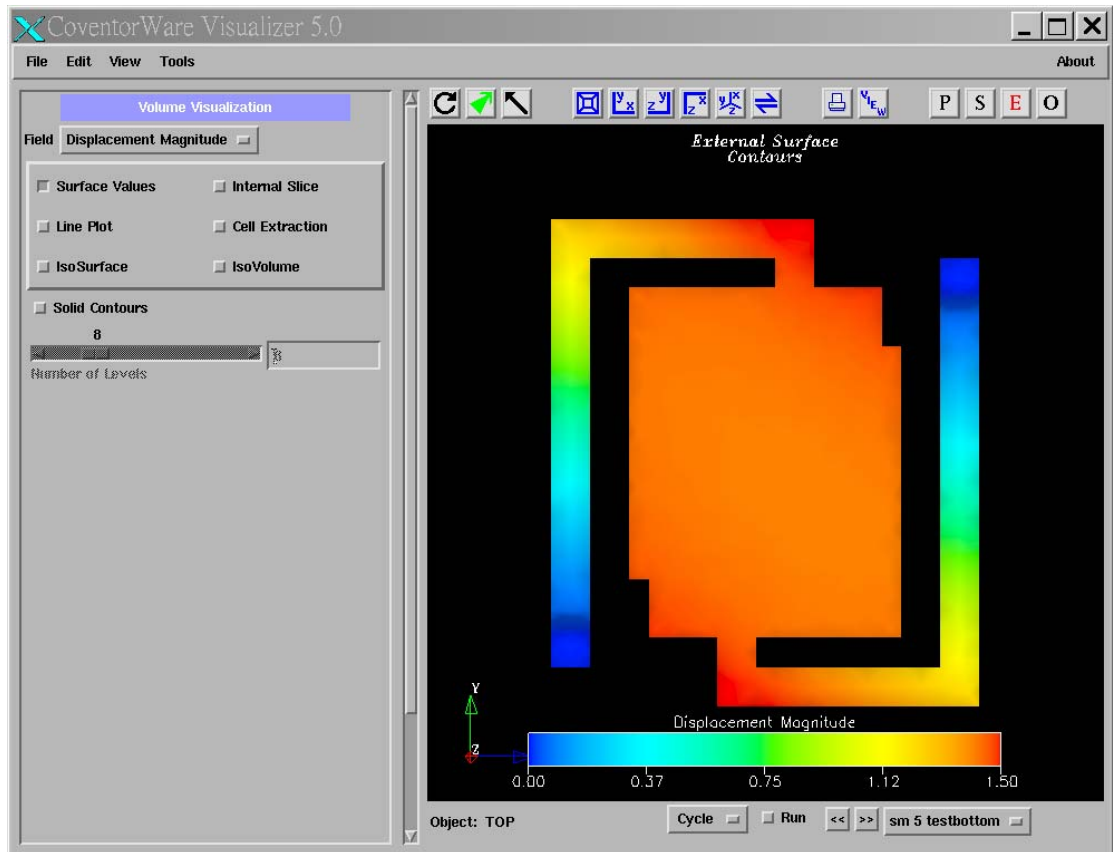 CoventorWare Visualizer 5.0
File Edit View Tools About
Volume Visualization
Field Displacement Magnitude
Surface Values Internal Slice
Line Plot Cell Extraction
IsoSurface IsoVolume
Solid Contours
8
8
Number of Levels
y x z y z x y x z VIEW P S E O
External Surface
Contours
Y
Z
Displacement Magnitude
0.00 0.37 0.75 1.12 1.50
Object: TOP Cycle Run << >> sm 5 testbottom